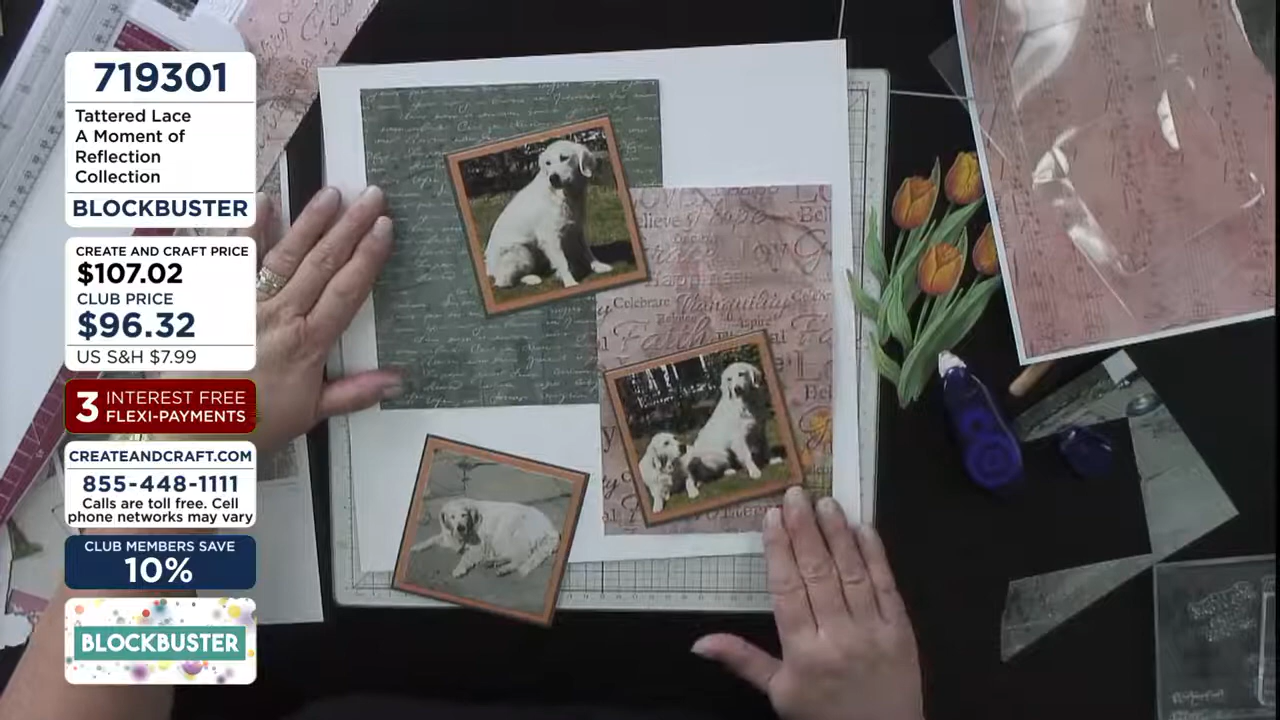 719301
Tattered Lace
A Moment of
Reflection
Collection
BLOCKBUSTER
CREATE AND CRAFT PRICE
$107.02
CLUB PRICE
$96.32
US S&H $7.99
3 INTEREST FREE
FLEXI-PAYMENTS
CREATEANDCRAFT.COM
855-448-1111
Calls are toll free. Cell
phone networks may vary
CLUB MEMBERS SAVE
10%
BLOCKBUSTER
Happiness
Celebrate Tranquility
Faith